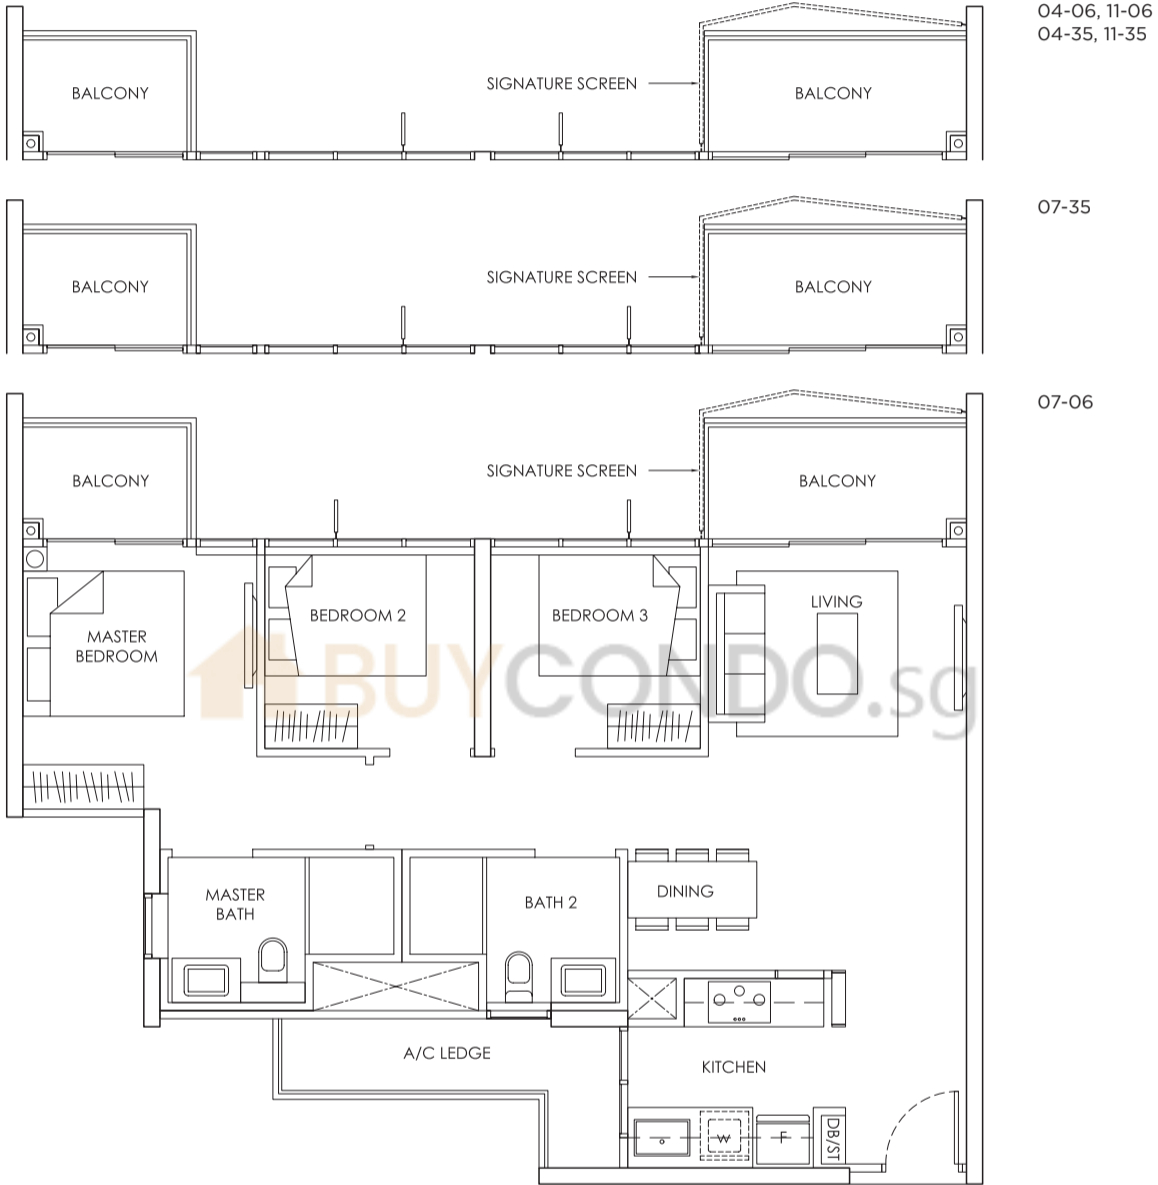 04-06, 11-06
04-35, 11-35
BALCONY
SIGNATURE SCREEN
BALCONY
07-35
BALCONY
SIGNATURE SCREEN
BALCONY
07-06
BALCONY
SIGNATURE SCREEN
BALCONY
MASTER
BEDROOM
BEDROOM 2
BEDROOM 3
LIVING
BUYCONDO.sg
MASTER
BATH
BATH 2
DINING
A/C LEDGE
KITCHEN
W
F
DB/ST